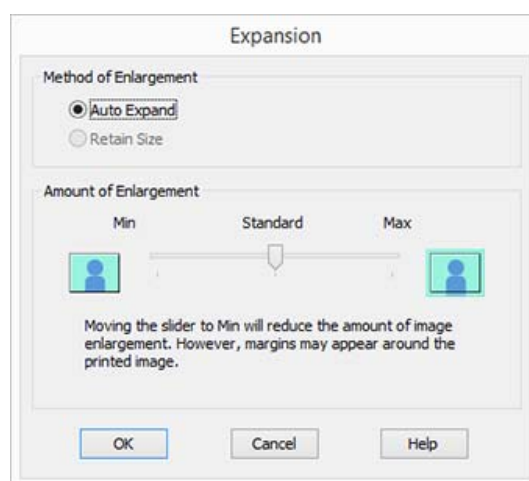 Expansion
Method of Enlargement
Auto Expand
Retain Size
Amount of Enlargement
Min Standard Max
Moving the slider to Min will reduce the amount of image
enlargement. However, margins may appear around the
printed image.
OK Cancel Help